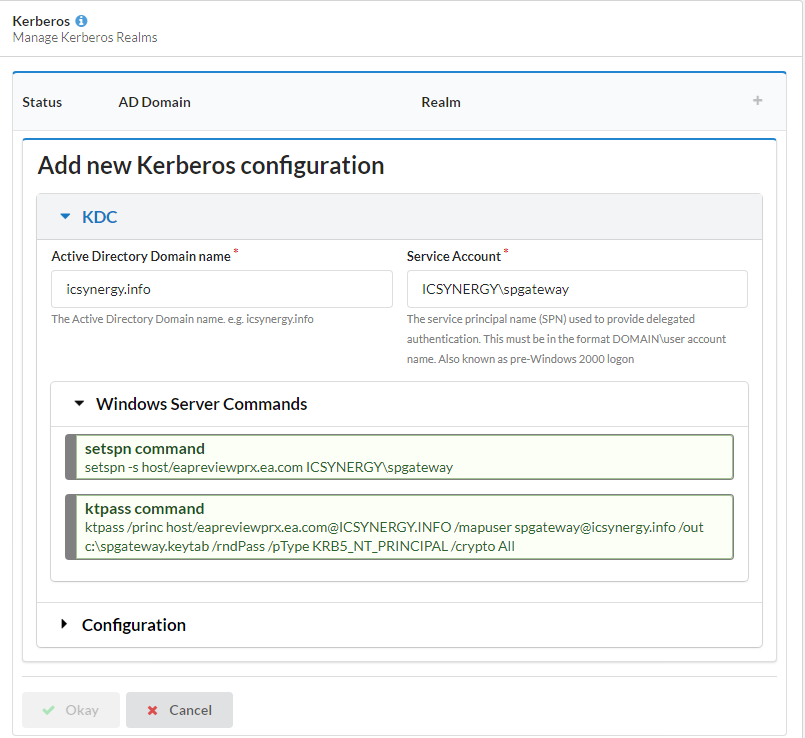 Kerberos
Manage Kerberos Realms
Status AD Domain Realm
Add new Kerberos configuration
KDC
Active Directory Domain name *
icsynergy.info
The Active Directory Domain name. e.g. icsynergy.info
Service Account *
ICSYNERGY\spgateway
The service principal name (SPN) used to provide delegated
authentication. This must be in the format DOMAIN\user account
name. Also known as pre-Windows 2000 logon
Windows Server Commands
setspn command
setspn -s host/eapreviewprx.ea.com ICSYNERGY\spgateway
ktpass command
ktpass /princ host/eapreviewprx.ea.com@ICSYNERGY.INFO /mapuser spgateway@icsynergy.info /out
c:\spgateway.keytab /rndPass /pType KRB5_NT_PRINCIPAL /crypto All
Configuration
Okay Cancel